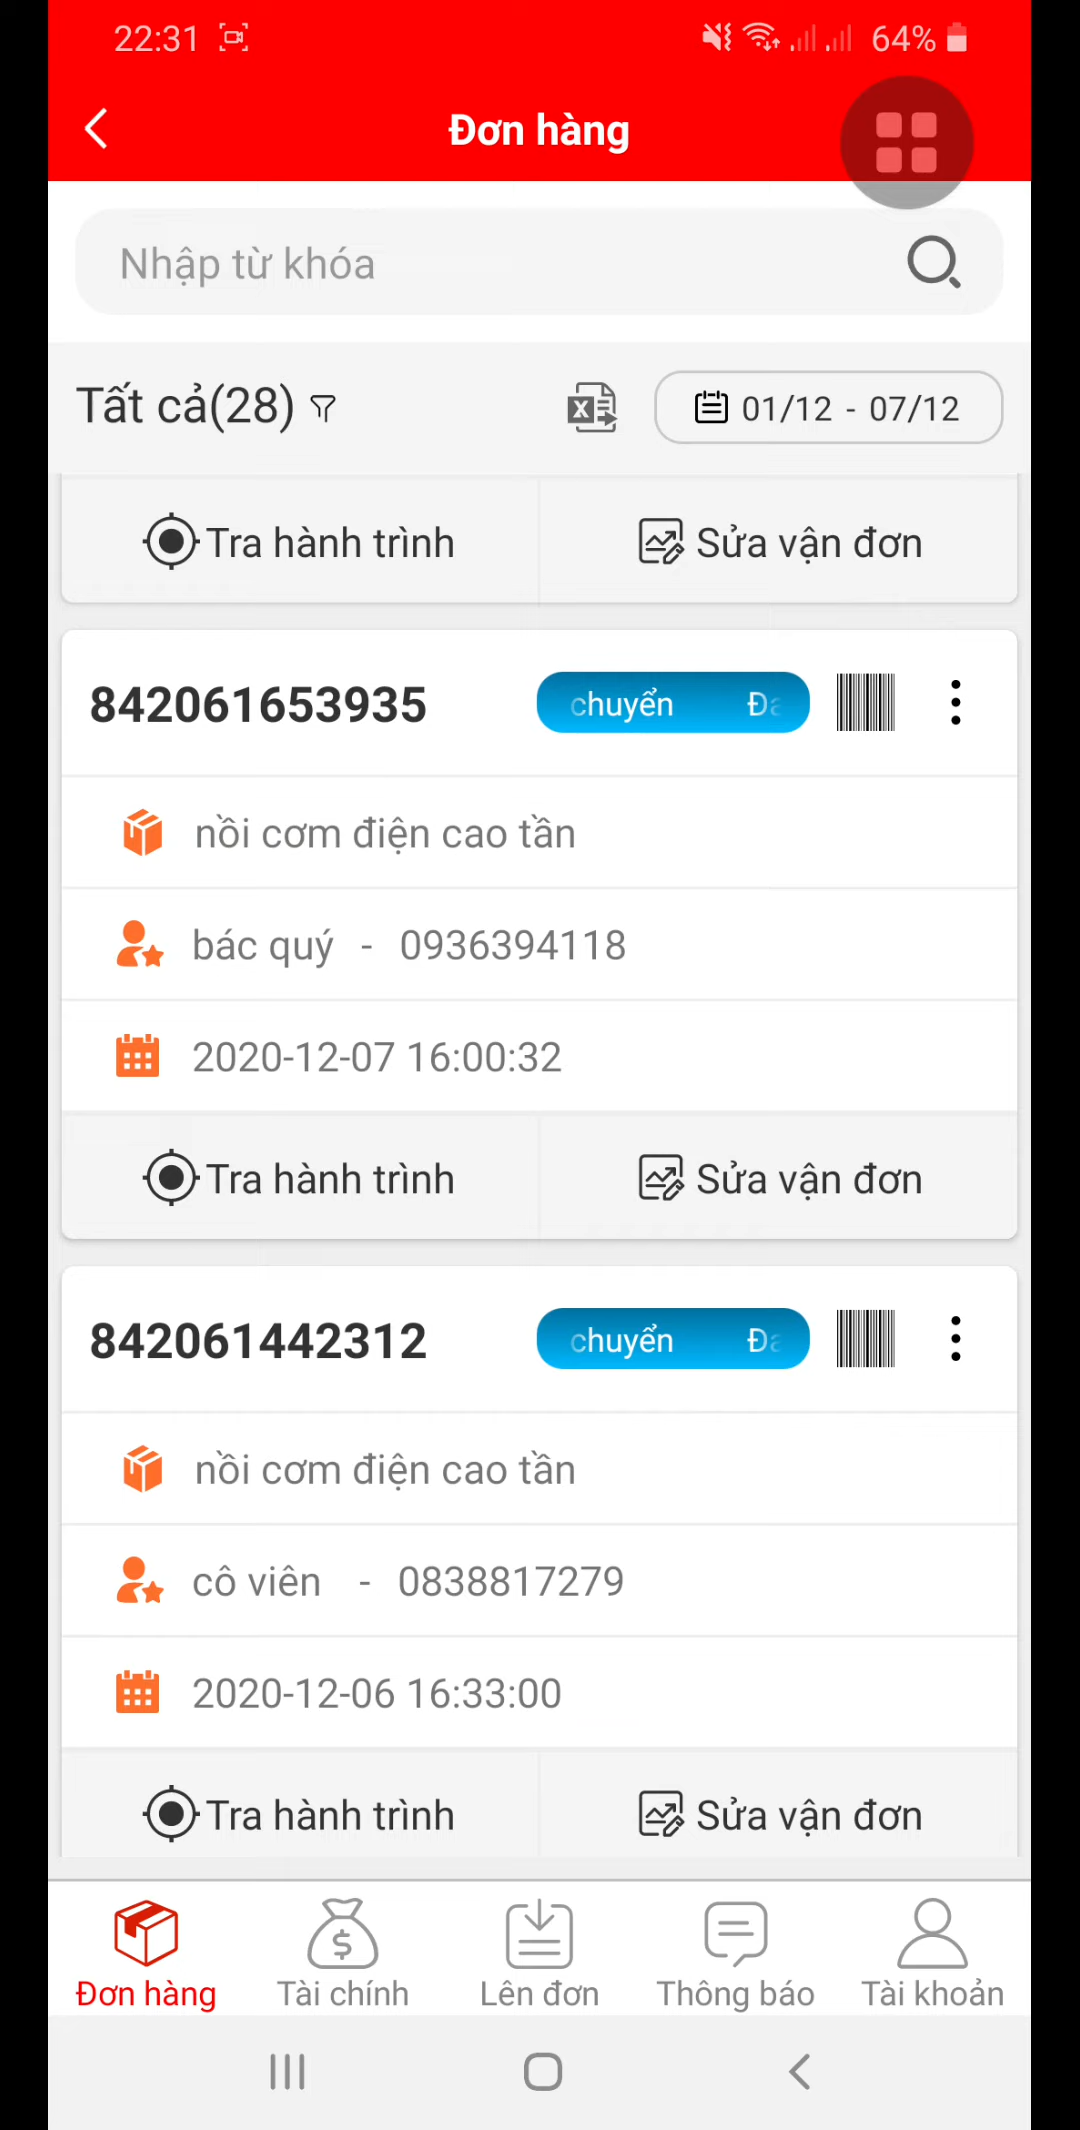 22:31 64%
Đơn hàng
Nhập từ khóa
Tất cả(28) 01/12 - 07/12
Tra hành trình Sửa vận đơn
842061653935 chuyển
nồi cơm điện cao tần
bác quý - 0936394118
2020-12-07 16:00:32
Tra hành trình Sửa vận đơn
842061442312 chuyển
nồi cơm điện cao tần
cô viên - 0838817279
2020-12-06 16:33:00
Tra hành trình Sửa vận đơn
Đơn hàng Tài chính Lên đơn Thông báo Tài khoản